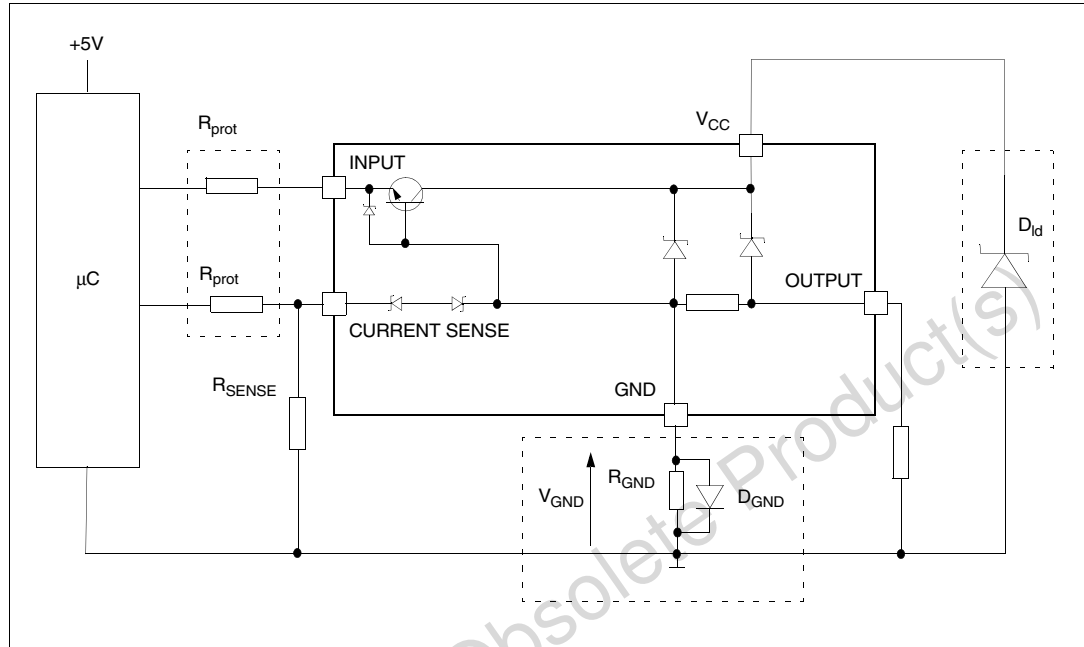 +5V
R_prot
V_CC
INPUT
D_ld
µC
R_prot
OUTPUT
CURRENT SENSE
R_SENSE
GND
R_GND
V_GND
D_GND
Obsolete Product(s)